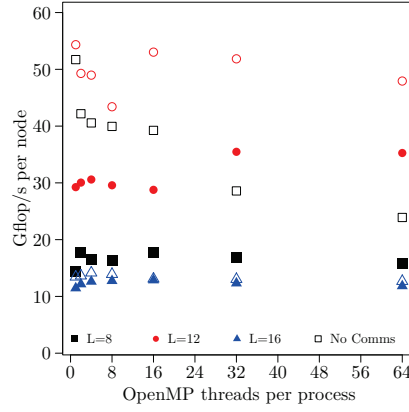 60
50
40
30
20
10
0
Gflop/s per node
L=8 L=12 L=16 No Comms
0 8 16 24 32 40 48 56 64
OpenMP threads per process